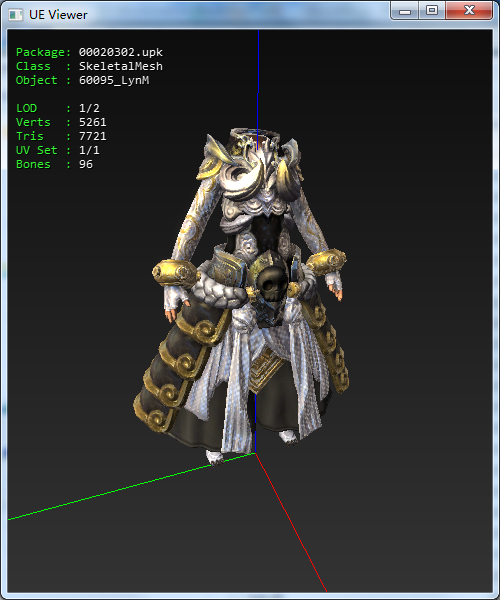 UE Viewer
Package: 00020302.upk
Class : SkeletalMesh
Object : 60095_LynM
LOD : 1/2
Verts : 5261
Tris : 7721
UV Set : 1/1
Bones : 96